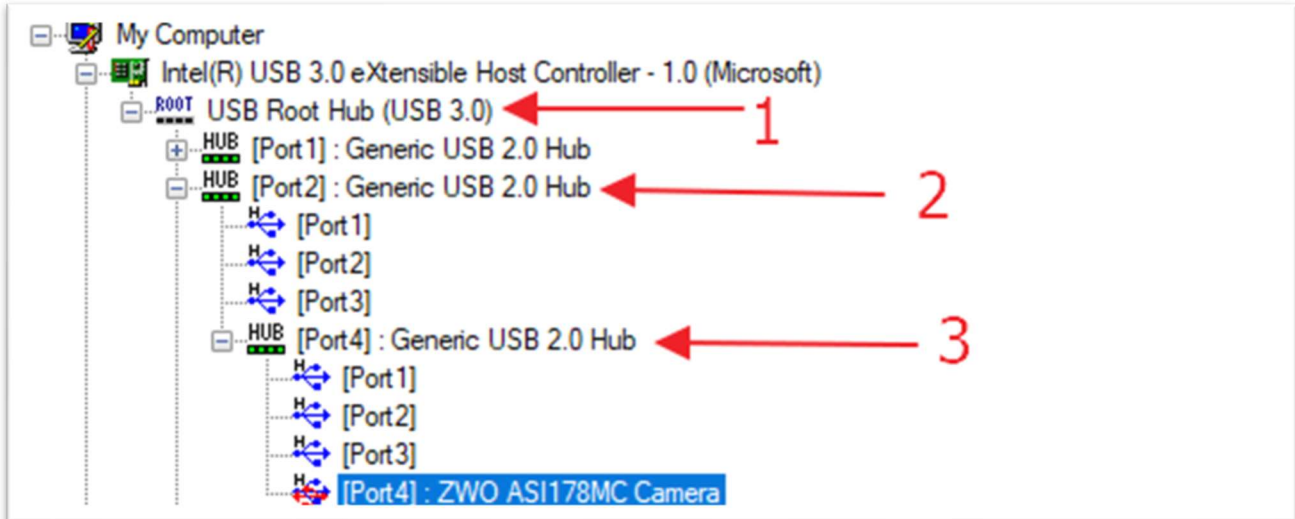 My Computer
Intel(R) USB 3.0 eXtensible Host Controller - 1.0 (Microsoft)
ROOT USB Root Hub (USB 3.0) 1
HUB [Port1] : Generic USB 2.0 Hub
HUB [Port2] : Generic USB 2.0 Hub 2
H [Port1]
H [Port2]
H [Port3]
HUB [Port4] : Generic USB 2.0 Hub 3
H [Port1]
H [Port2]
H [Port3]
H [Port4] : ZWO ASI178MC Camera